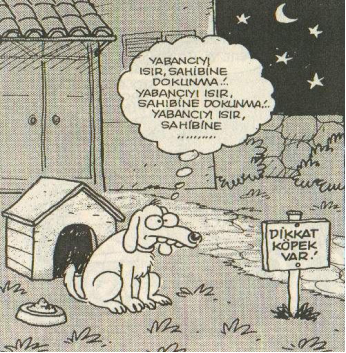 YABANCIYI
ISIR, SAHİBİNE
DOKUNMA!.
YABANCIYI ISIR,
SAHİBİNE DOKUNMA!.
YABANCIYI ISIR,
SAHİBİNE
..........
DİKKAT
KÖPEK
VAR!